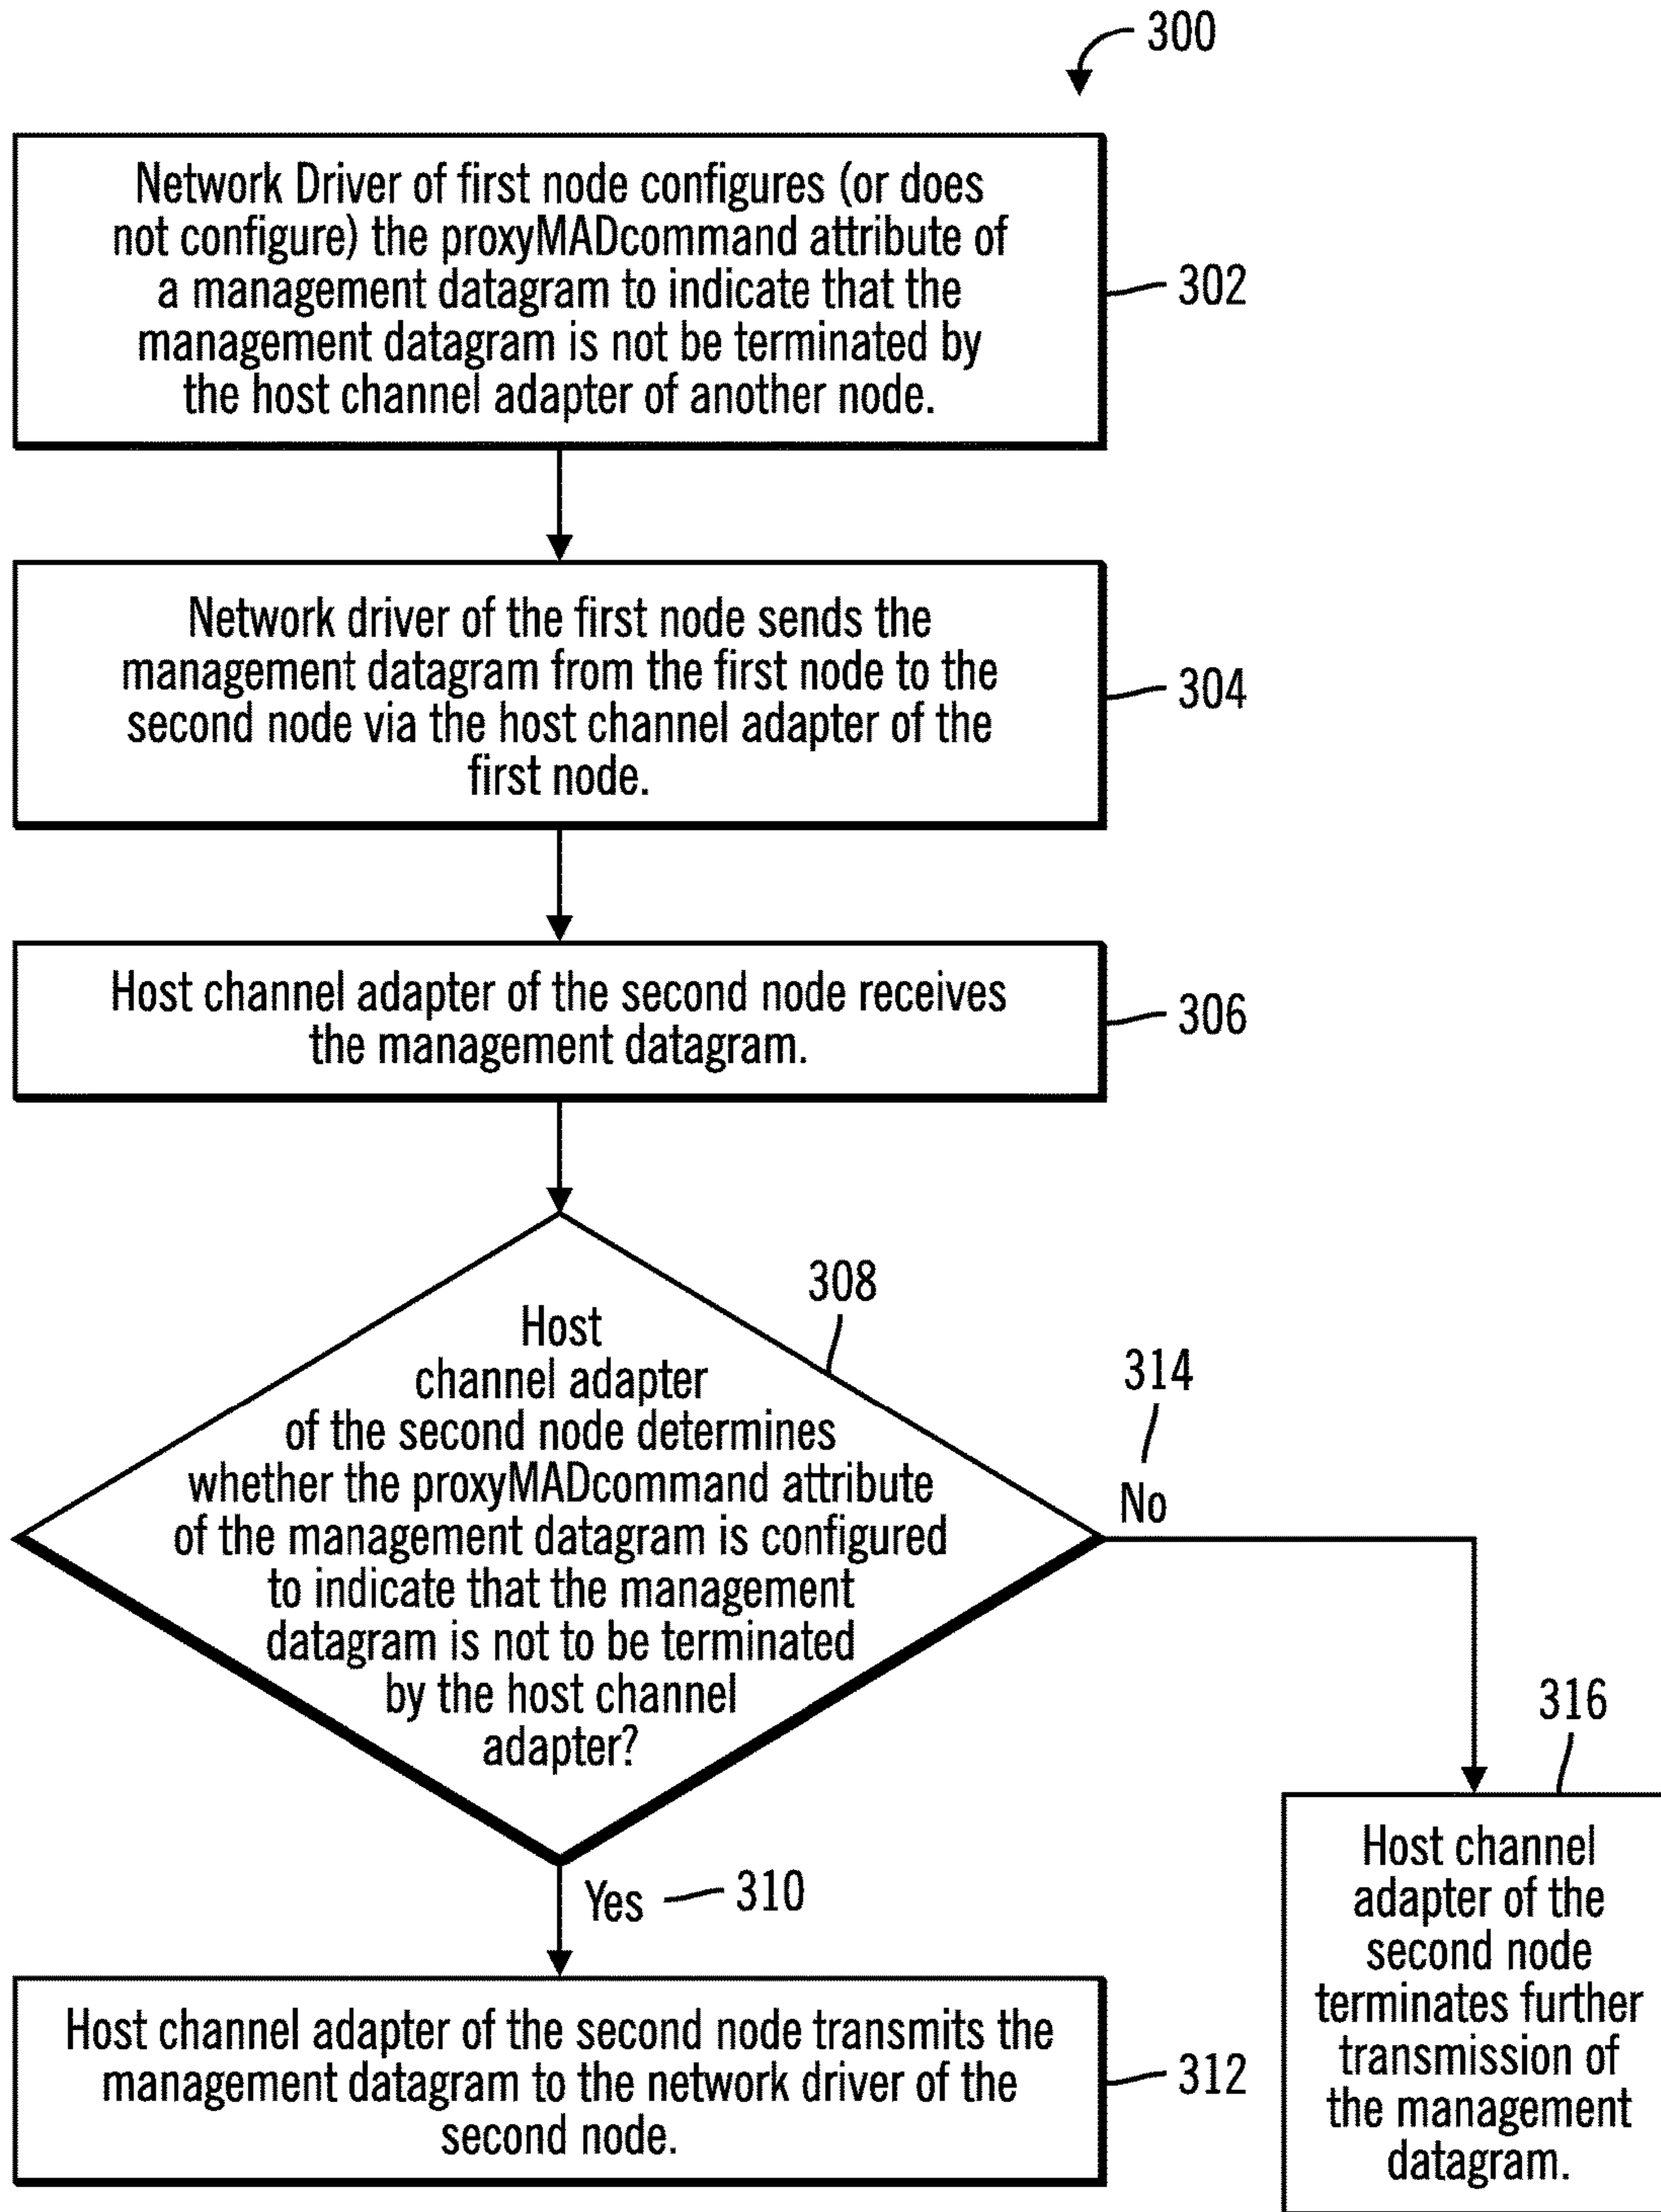 300
Network Driver of first node configures (or does
not configure) the proxyMADcommand attribute of
a management datagram to indicate that the
management datagram is not be terminated by
the host channel adapter of another node.
302
Network driver of the first node sends the
management datagram from the first node to the
second node via the host channel adapter of the
first node.
304
Host channel adapter of the second node receives
the management datagram.
306
308
Host
channel adapter
of the second node determines
whether the proxyMADcommand attribute
of the management datagram is configured
to indicate that the management
datagram is not to be terminated
by the host channel
adapter?
314
No
Yes
310
Host channel adapter of the second node transmits the
management datagram to the network driver of the
second node.
312
316
Host channel
adapter of the
second node
terminates further
transmission of
the management
datagram.